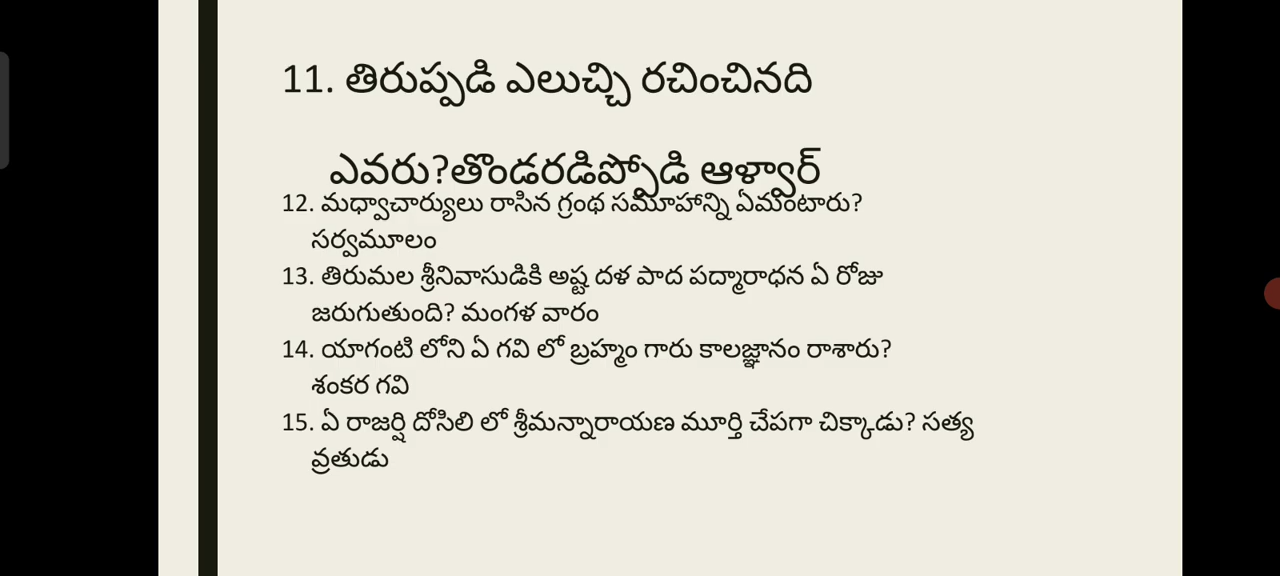 11. తిరుప్పడి ఎలుచ్చి రచించినది
ఎవరు?తొండరడిప్పోడి ఆళ్వార్
12. మధ్వాచార్యులు రాసిన గ్రంథ సమూహాన్ని ఏమంటారు?
సర్వమూలం
13. తిరుమల శ్రీనివాసుడికి అష్ట దళ పాద పద్మారాధన ఏ రోజు
జరుగుతుంది? మంగళ వారం
14. యాగంటి లోని ఏ గవి లో బ్రహ్మం గారు కాలజ్ఞానం రాశారు?
శంకర గవి
15. ఏ రాజర్షి దోసిలి లో శ్రీమన్నారాయణ మూర్తి చేపగా చిక్కాడు? సత్య
వ్రతుడు